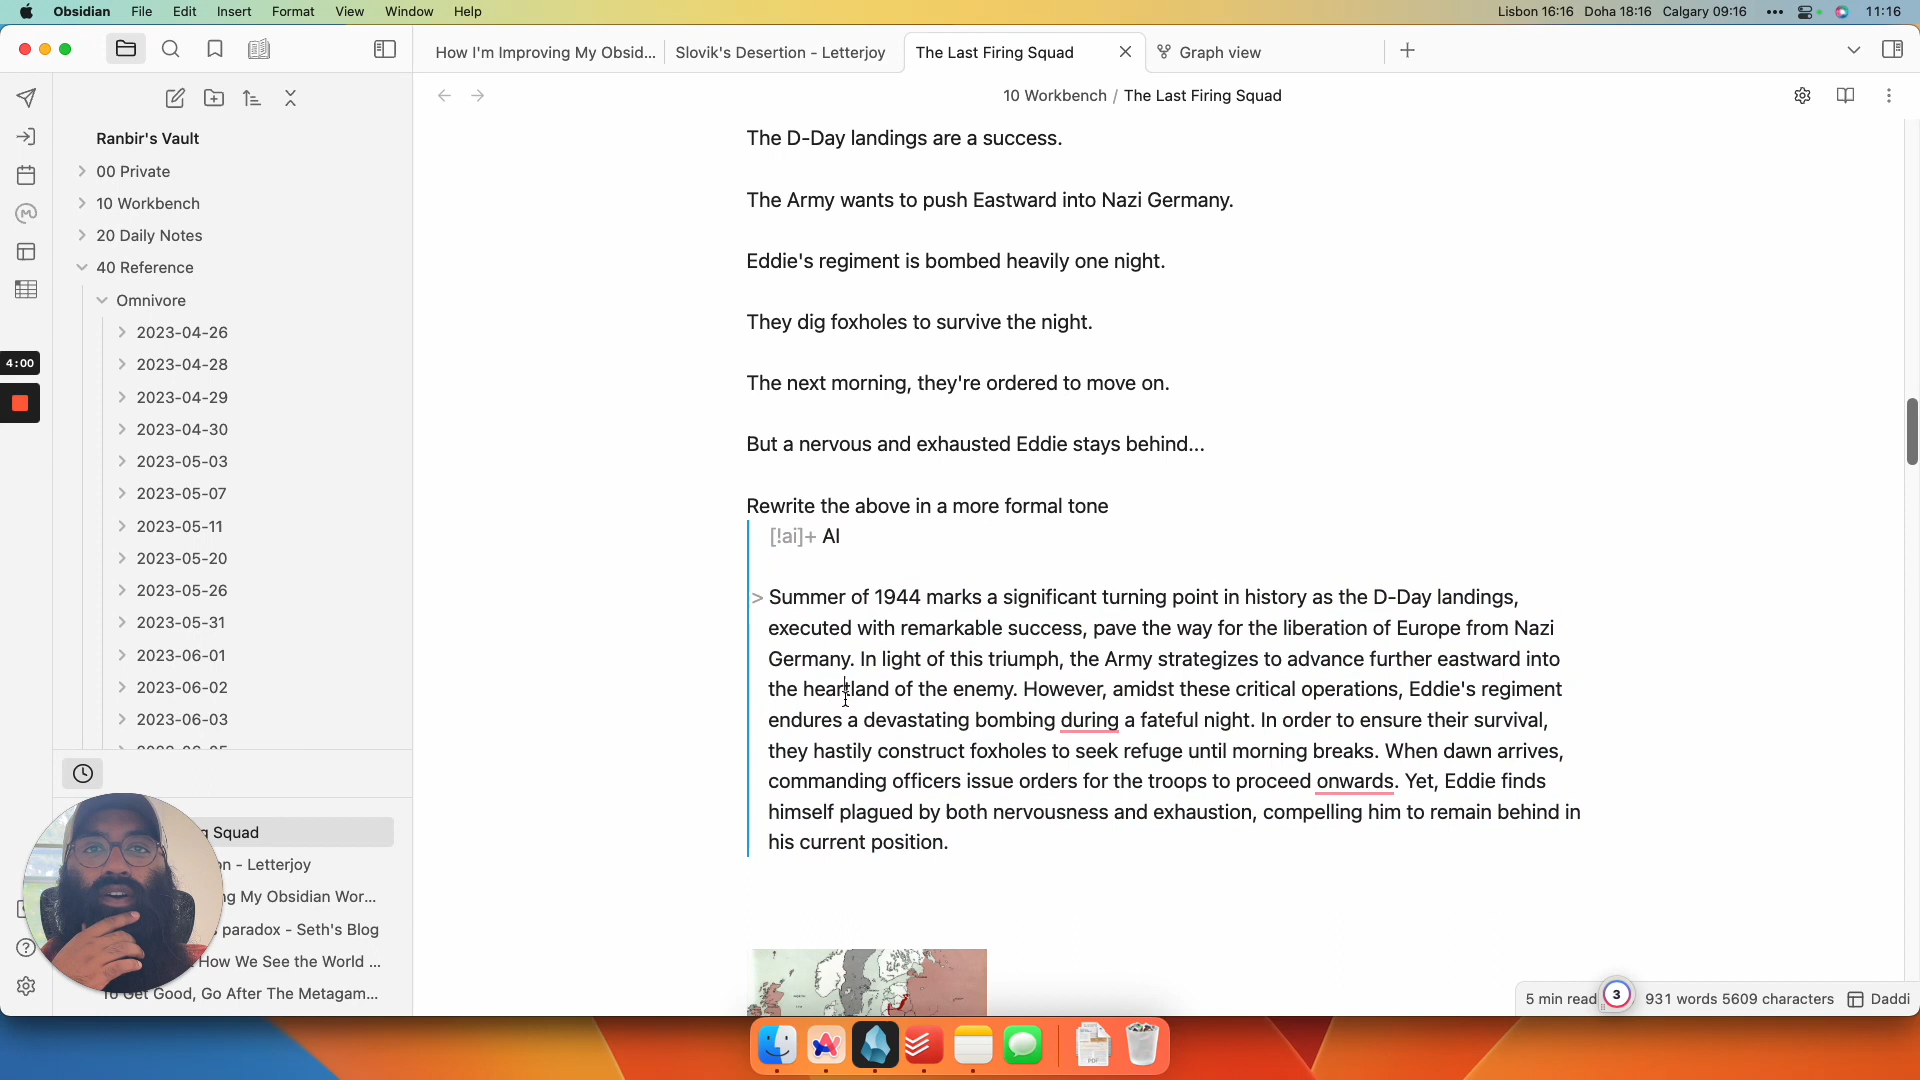 Obsidian File Edit Insert Format View Window Help
Lisbon 16:16 Doha 18:16 Calgary 09:16 ••• 11:16
How I'm Improving My Obsid...
Slovik's Desertion - Letterjoy
The Last Firing Squad
Graph view
10 Workbench / The Last Firing Squad
Ranbir's Vault
00 Private
10 Workbench
20 Daily Notes
40 Reference
Omnivore
2023-04-26
2023-04-28
2023-04-29
2023-04-30
2023-05-03
2023-05-07
2023-05-11
2023-05-20
2023-05-26
2023-05-31
2023-06-01
2023-06-02
2023-06-03
4:00
g Squad
on - Letterjoy
ng My Obsidian Wor...
paradox - Seth's Blog
How We See the World ...
To Get Good, Go After The Metagam...
The D-Day landings are a success.
The Army wants to push Eastward into Nazi Germany.
Eddie's regiment is bombed heavily one night.
They dig foxholes to survive the night.
The next morning, they're ordered to move on.
But a nervous and exhausted Eddie stays behind...
Rewrite the above in a more formal tone
[!ai]+ AI
> Summer of 1944 marks a significant turning point in history as the D-Day landings,
executed with remarkable success, pave the way for the liberation of Europe from Nazi
Germany. In light of this triumph, the Army strategizes to advance further eastward into
the heartland of the enemy. However, amidst these critical operations, Eddie's regiment
endures a devastating bombing during a fateful night. In order to ensure their survival,
they hastily construct foxholes to seek refuge until morning breaks. When dawn arrives,
commanding officers issue orders for the troops to proceed onwards. Yet, Eddie finds
himself plagued by both nervousness and exhaustion, compelling him to remain behind in
his current position.
5 min read 3 931 words 5609 characters Daddi
PDF